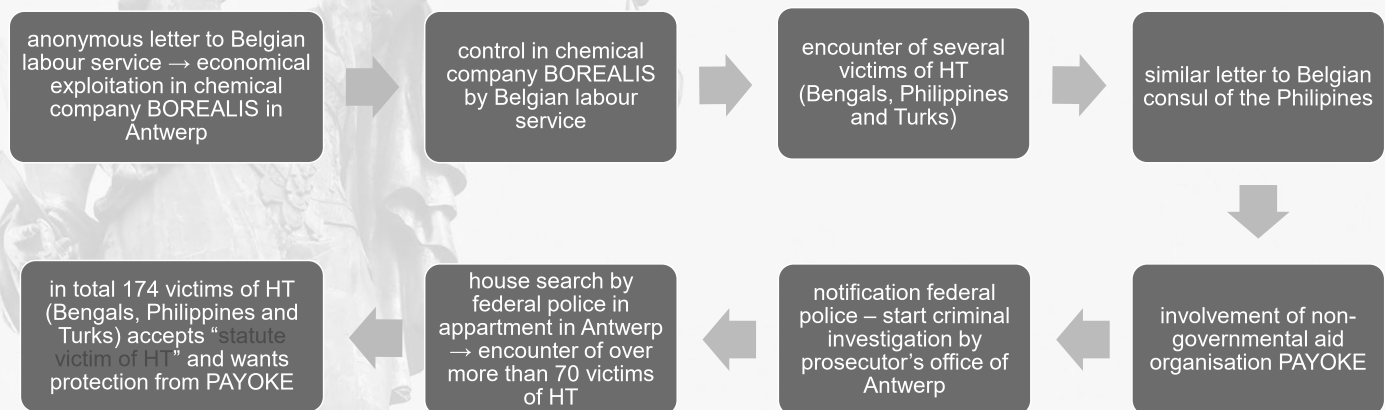 anonymous letter to Belgian
labour service → economical
exploitation in chemical
company BOREALIS in
Antwerp
control in chemical
company BOREALIS
by Belgian labour
service
encounter of several
victims of HT
(Bengals, Philippines
and Turks)
similar letter to Belgian
consul of the Philipines
involvement of non-
governmental aid
organisation PAYOKE
notification federal
police – start criminal
investigation by
prosecutor’s office of
Antwerp
house search by
federal police in
appartment in Antwerp
→ encounter of over
more than 70 victims
of HT
in total 174 victims of HT
(Bengals, Philippines and
Turks) accepts “statute
victim of HT” and wants
protection from PAYOKE